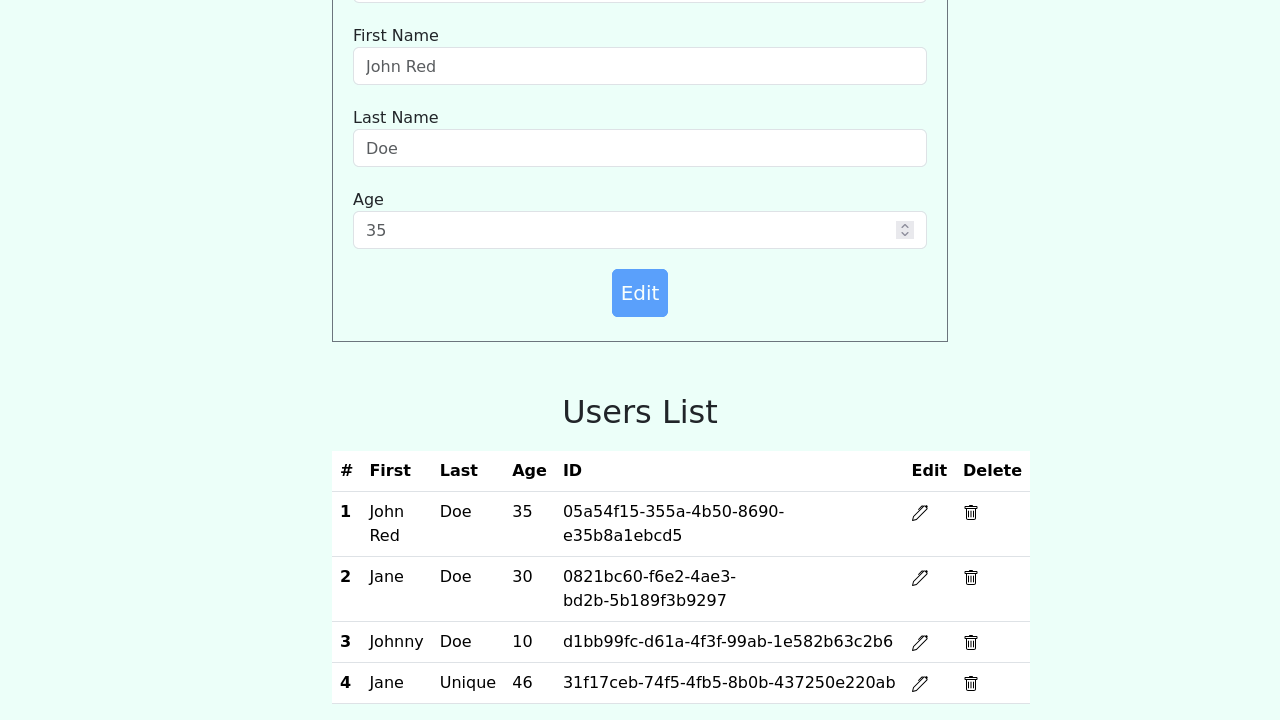 First Name
John Red
Last Name
Doe
Age
35
Edit
Users List
# First Last Age ID Edit Delete
1 John Red Doe 35 05a54f15-355a-4b50-8690-e35b8a1ebcd5
2 Jane Doe 30 0821bc60-f6e2-4ae3-bd2b-5b189f3b9297
3 Johnny Doe 10 d1bb99fc-d61a-4f3f-99ab-1e582b63c2b6
4 Jane Unique 46 31f17ceb-74f5-4fb5-8b0b-437250e220ab